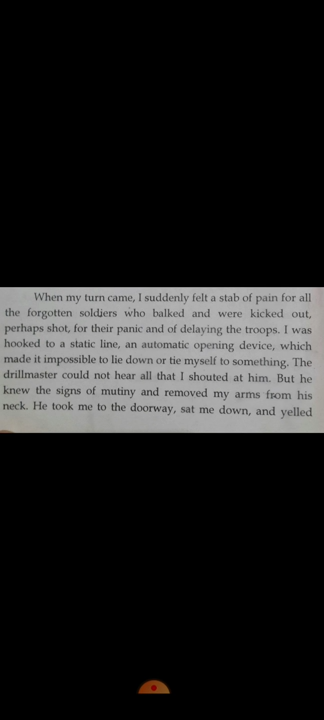 When my turn came, I suddenly felt a stab of pain for all
the forgotten soldiers who balked and were kicked out,
perhaps shot, for their panic and of delaying the troops. I was
hooked to a static line, an automatic opening device, which
made it impossible to lie down or tie myself to something. The
drillmaster could not hear all that I shouted at him. But he
knew the signs of mutiny and removed my arms from his
neck. He took me to the doorway, sat me down, and yelled